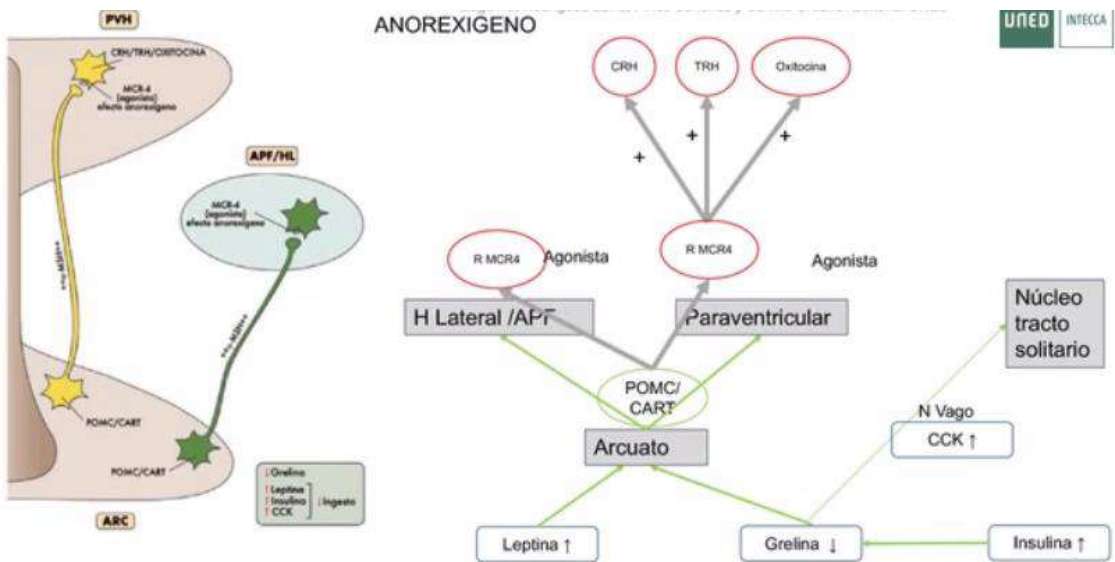 PVH
CRH/TRH/OXITOCINA
MCR-4
(agonista)
efecto anorexígeno
APF/HL
MCR-4
(agonista)
efecto anorexígeno
POMC/CART
POMC/CART
ARC
↓ Grelina
↑ Leptina
↑ Insulina
↑ CCK
↓ Ingesta
ANOREXIGENO
UNED
INTECCA
CRH
TRH
Oxitocina
+
+
+
R MCR4
Agonista
R MCR4
Agonista
H Lateral /APF
Paraventricular
Núcleo
tracto
solitario
POMC/
CART
N Vago
CCK ↑
Arcuato
Leptina ↑
Grelina ↓
Insulina ↑